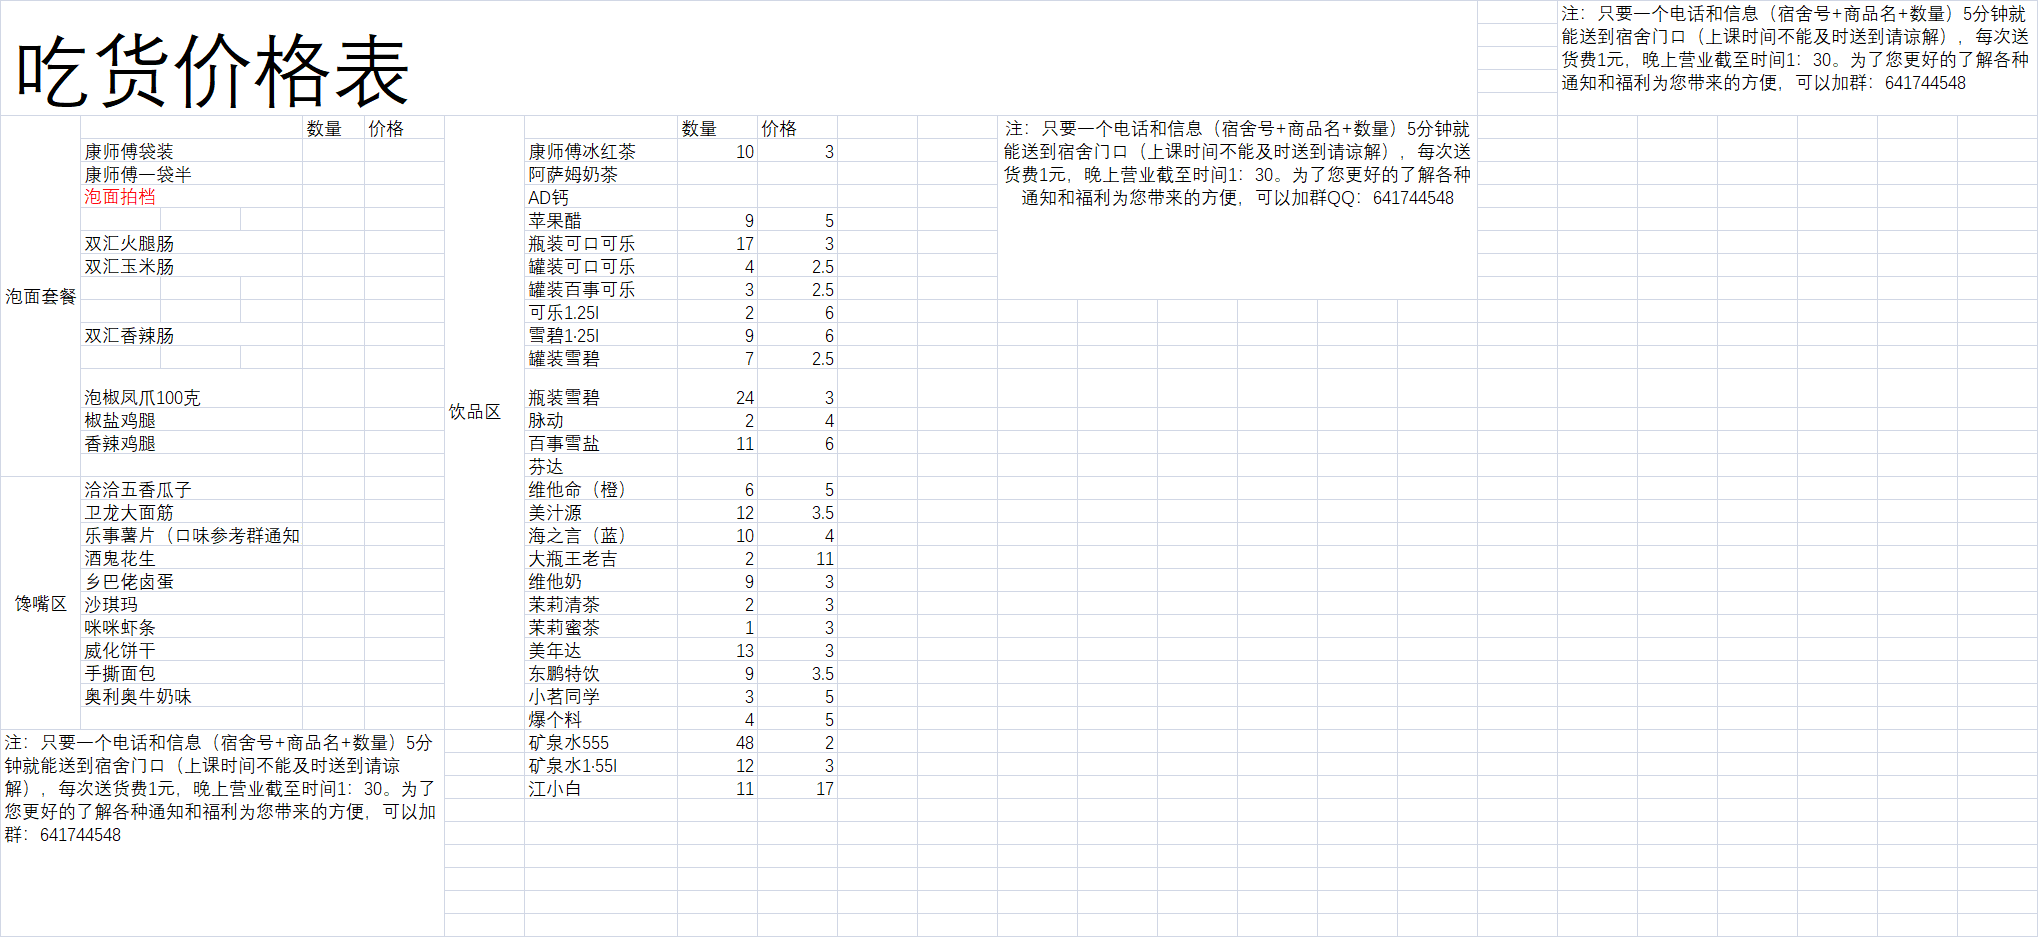 吃货价格表
注：只要一个电话和信息（宿舍号+商品名+数量）5分钟就
能送到宿舍门口（上课时间不能及时送到请谅解），每次送
货费1元，晚上营业截至时间1：30。为了您更好的了解各种
通知和福利为您带来的方便，可以加群：641744548
数量 价格 数量 价格
注：只要一个电话和信息（宿舍号+商品名+数量）5分钟就
能送到宿舍门口（上课时间不能及时送到请谅解），每次送
货费1元，晚上营业截至时间1：30。为了您更好的了解各种
通知和福利为您带来的方便，可以加群QQ：641744548
泡面套餐
康师傅袋装
康师傅一袋半
泡面拍档
双汇火腿肠
双汇玉米肠
双汇香辣肠
泡椒凤爪100克
椒盐鸡腿
香辣鸡腿
馋嘴区
洽洽五香瓜子
卫龙大面筋
乐事薯片（口味参考群通知
酒鬼花生
乡巴佬卤蛋
沙琪玛
咪咪虾条
威化饼干
手撕面包
奥利奥牛奶味
饮品区
康师傅冰红茶 10 3
阿萨姆奶茶
AD钙
苹果醋 9 5
瓶装可口可乐 17 3
罐装可口可乐 4 2.5
罐装百事可乐 3 2.5
可乐1.25l 2 6
雪碧1·25l 9 6
罐装雪碧 7 2.5
瓶装雪碧 24 3
脉动 2 4
百事雪盐 11 6
芬达
维他命（橙） 6 5
美汁源 12 3.5
海之言（蓝） 10 4
大瓶王老吉 2 11
维他奶 9 3
茉莉清茶 2 3
茉莉蜜茶 1 3
美年达 13 3
东鹏特饮 9 3.5
小茗同学 3 5
爆个料 4 5
矿泉水555 48 2
矿泉水1·55l 12 3
江小白 11 17
注：只要一个电话和信息（宿舍号+商品名+数量）5分
钟就能送到宿舍门口（上课时间不能及时送到请谅
解），每次送货费1元，晚上营业截至时间1：30。为了
您更好的了解各种通知和福利为您带来的方便，可以加
群：641744548